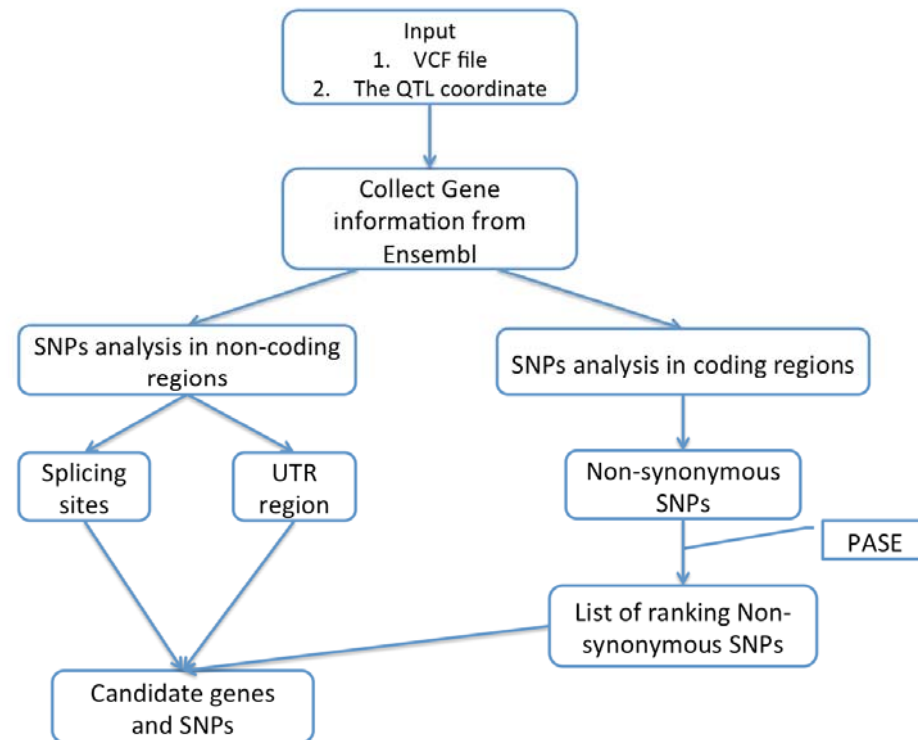 Input
1. VCF file
2. The QTL coordinate
Collect Gene
information from
Ensembl
SNPs analysis in non-coding
regions
SNPs analysis in coding regions
Splicing
sites
UTR
region
Non-synonymous
SNPs
PASE
List of ranking Non-
synonymous SNPs
Candidate genes
and SNPs